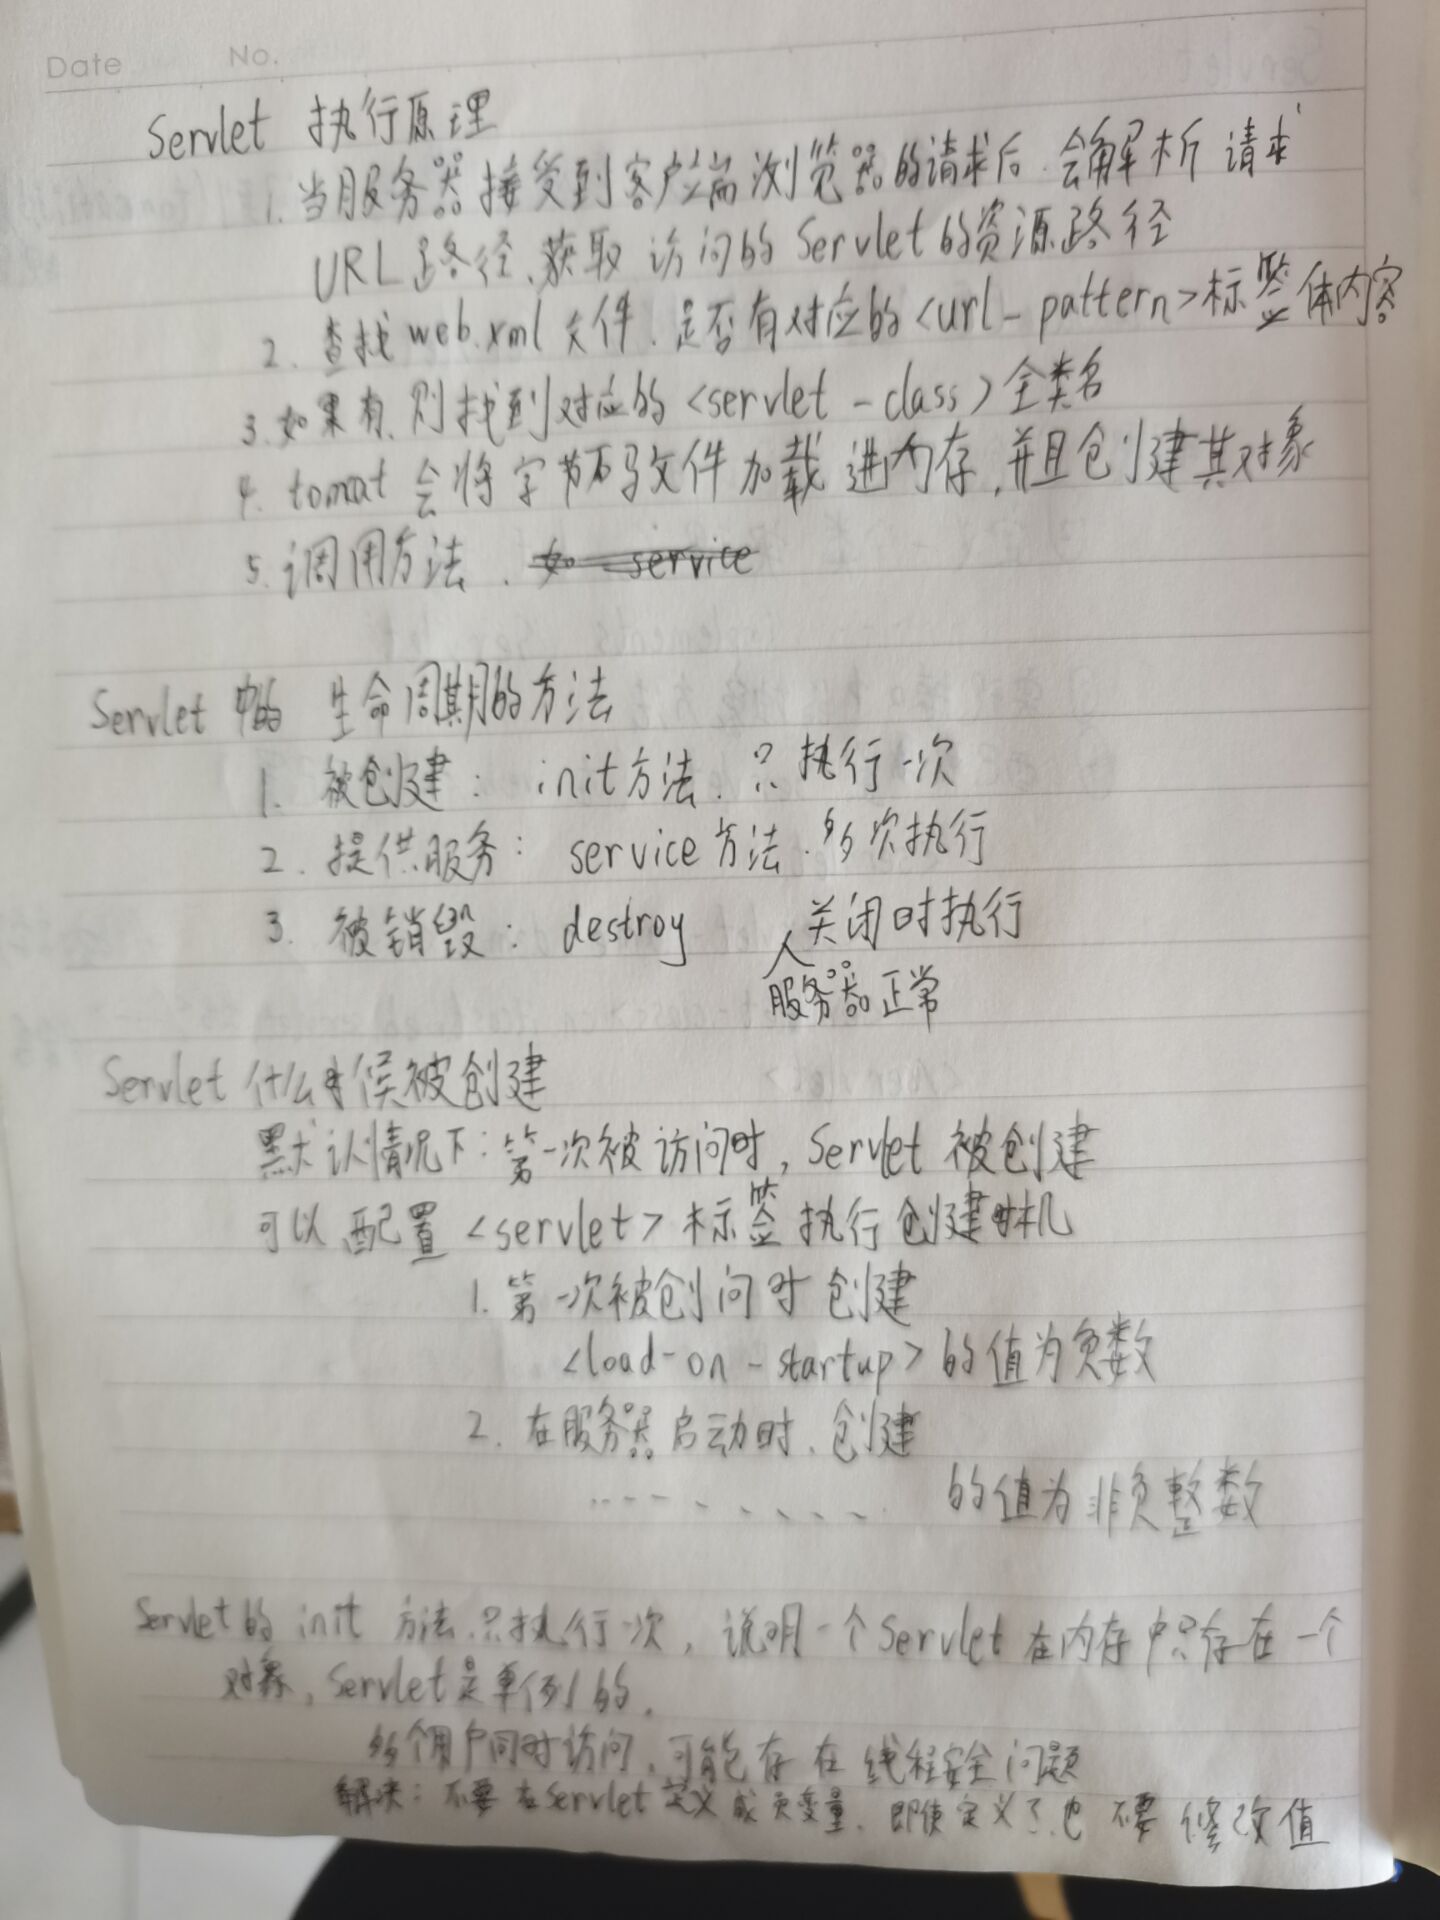 Date No.
Servlet 执行原理
1. 当服务器接受到客户端浏览器的请求后.会解析 请求
URL路径.获取 访问的 Servlet的资源路径
2. 查找web.xml文件.是否有对应的<url-pattern>标签体内容
3. 如果有.则找到对应的<servlet-class>全类名
4. tomat 会将字节码文件加载进内存,并且创建其对象
5. 调用方法. 如 service
Servlet 中的 生命周期的方法
1. 被创建: init方法.只执行一次
2. 提供服务: service方法.多次执行
3. 被销毁: destroy 关闭时执行
服务器正常
Servlet 什么时候被创建
默认情况下:第一次被访问时, Servlet 被创建
可以配置 <servlet> 标签执行创建时机
1. 第一次被创问时 创建
<load-on-startup> 的值为负数
2. 在服务器启动时.创建
......... 的值为非负整数
Servlet的 init 方法.只执行一次, 说明一个Servlet在内存中只存在一个
对象, Servlet是单例的.
多个用户同时访问.可能存在线程安全问题
解决: 不要在Servlet定义成员变量.即使定义了.也不要 修改值